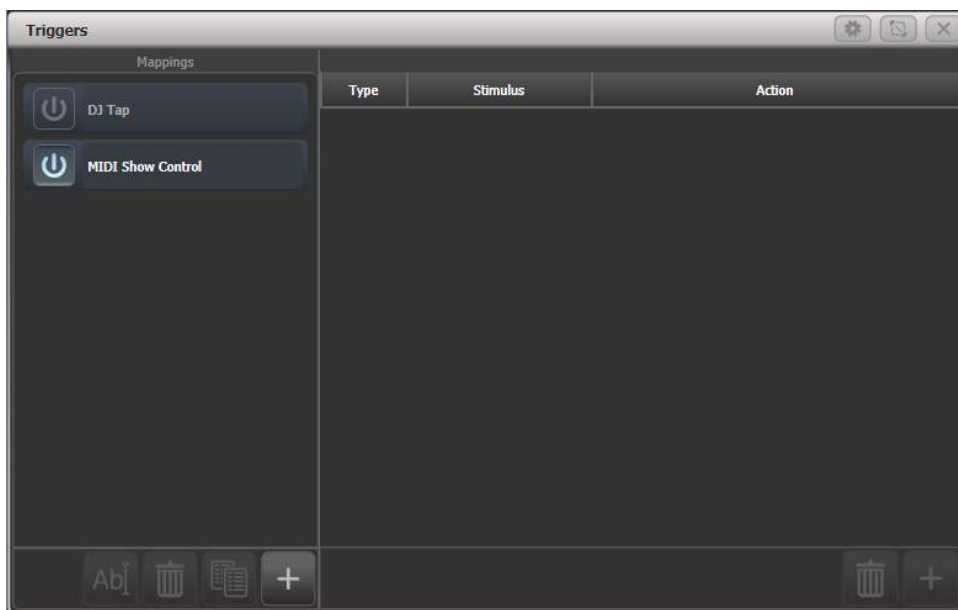 Triggers
Mappings
Type Stimulus Action
DJ Tap
MIDI Show Control
Ab